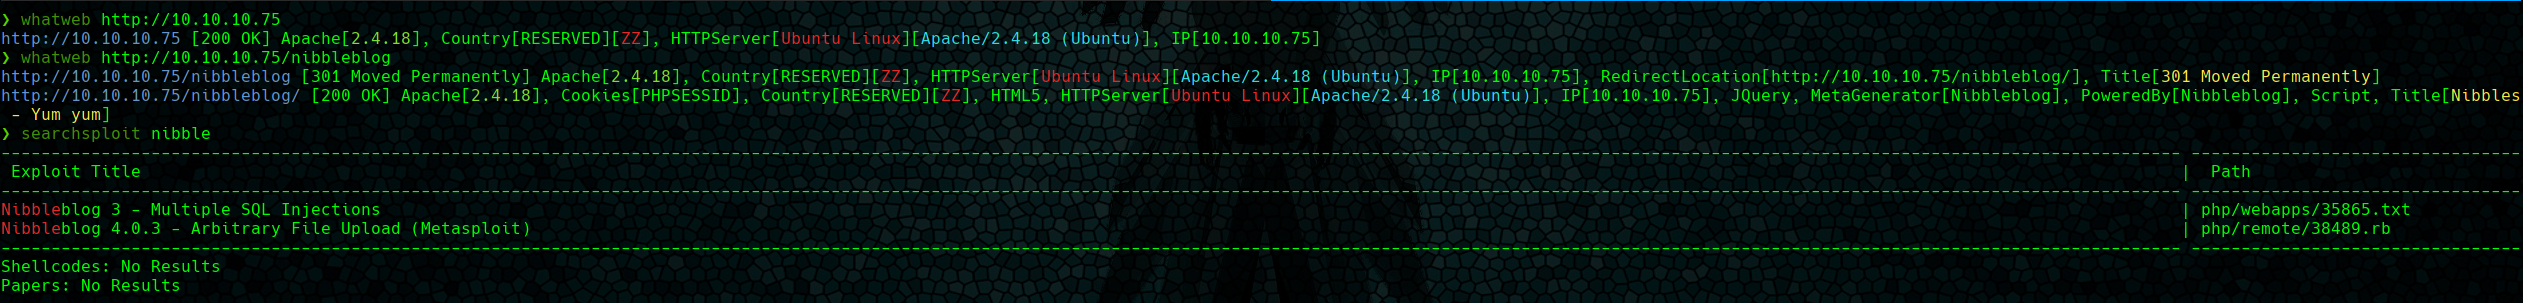 ❯ whatweb http://10.10.10.75
http://10.10.10.75 [200 OK] Apache[2.4.18], Country[RESERVED][ZZ], HTTPServer[Ubuntu Linux][Apache/2.4.18 (Ubuntu)], IP[10.10.10.75]
❯ whatweb http://10.10.10.75/nibbleblog
http://10.10.10.75/nibbleblog [301 Moved Permanently] Apache[2.4.18], Country[RESERVED][ZZ], HTTPServer[Ubuntu Linux][Apache/2.4.18 (Ubuntu)], IP[10.10.10.75], RedirectLocation[http://10.10.10.75/nibbleblog/], Title[301 Moved Permanently]
http://10.10.10.75/nibbleblog/ [200 OK] Apache[2.4.18], Cookies[PHPSESSID], Country[RESERVED][ZZ], HTML5, HTTPServer[Ubuntu Linux][Apache/2.4.18 (Ubuntu)], IP[10.10.10.75], JQuery, MetaGenerator[Nibbleblog], PoweredBy[Nibbleblog], Script, Title[Nibbles
- Yum yum]
❯ searchsploit nibble
Exploit Title | Path
Nibbleblog 3 - Multiple SQL Injections | php/webapps/35865.txt
Nibbleblog 4.0.3 - Arbitrary File Upload (Metasploit) | php/remote/38489.rb
Shellcodes: No Results
Papers: No Results